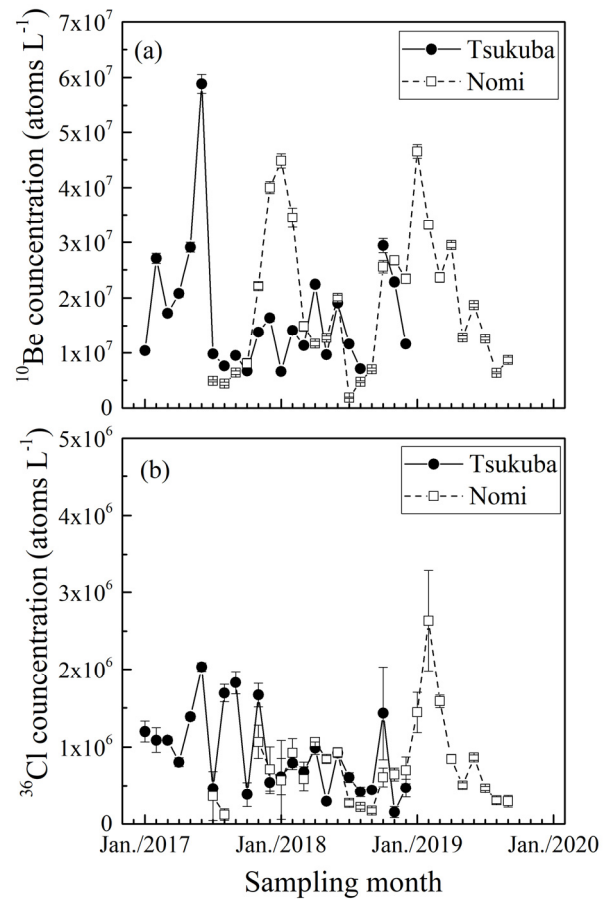 (a)
Tsukuba
Nomi
7x10⁷
6x10⁷
5x10⁷
4x10⁷
3x10⁷
2x10⁷
1x10⁷
0
¹⁰Be councentration (atoms L⁻¹)
(b)
Tsukuba
Nomi
5x10⁶
4x10⁶
3x10⁶
2x10⁶
1x10⁶
0
³⁶Cl councentration (atoms L⁻¹)
Jan./2017 Jan./2018 Jan./2019 Jan./2020
Sampling month